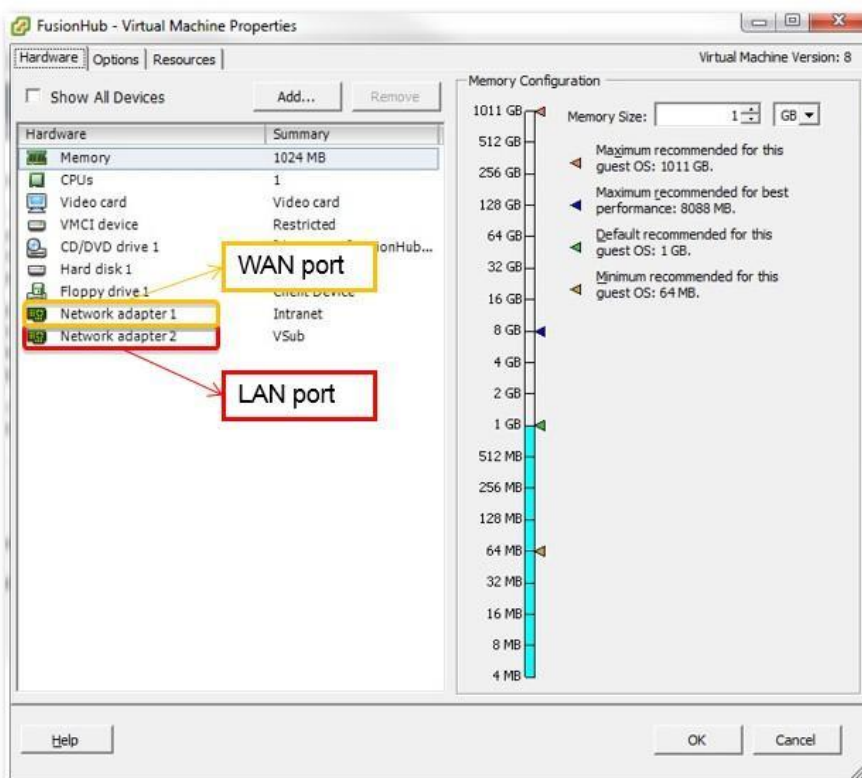 FusionHub - Virtual Machine Properties
Hardware Options Resources
Virtual Machine Version: 8
Show All Devices
Add...
Remove
Hardware Summary
Memory 1024 MB
CPUs 1
Video card Video card
VMCI device Restricted
CD/DVD drive 1 ionHub...
Hard disk 1
Floppy drive 1 Client Device
Network adapter 1 Intranet
Network adapter 2 VSub
WAN port
LAN port
Memory Configuration
1011 GB
512 GB
256 GB
128 GB
64 GB
32 GB
16 GB
8 GB
4 GB
2 GB
1 GB
512 MB
256 MB
128 MB
64 MB
32 MB
16 MB
8 MB
4 MB
Memory Size: 1 GB
Maximum recommended for this
guest OS: 1011 GB.
Maximum recommended for best
performance: 8088 MB.
Default recommended for this
guest OS: 1 GB.
Minimum recommended for this
guest OS: 64 MB.
Help
OK
Cancel